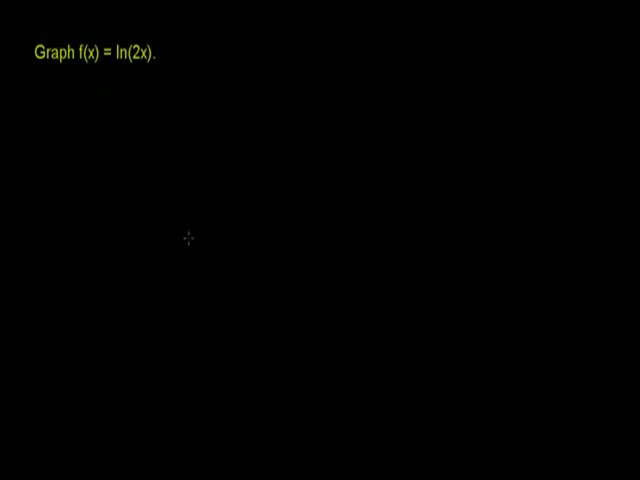 Graph f(x) = ln(2x).